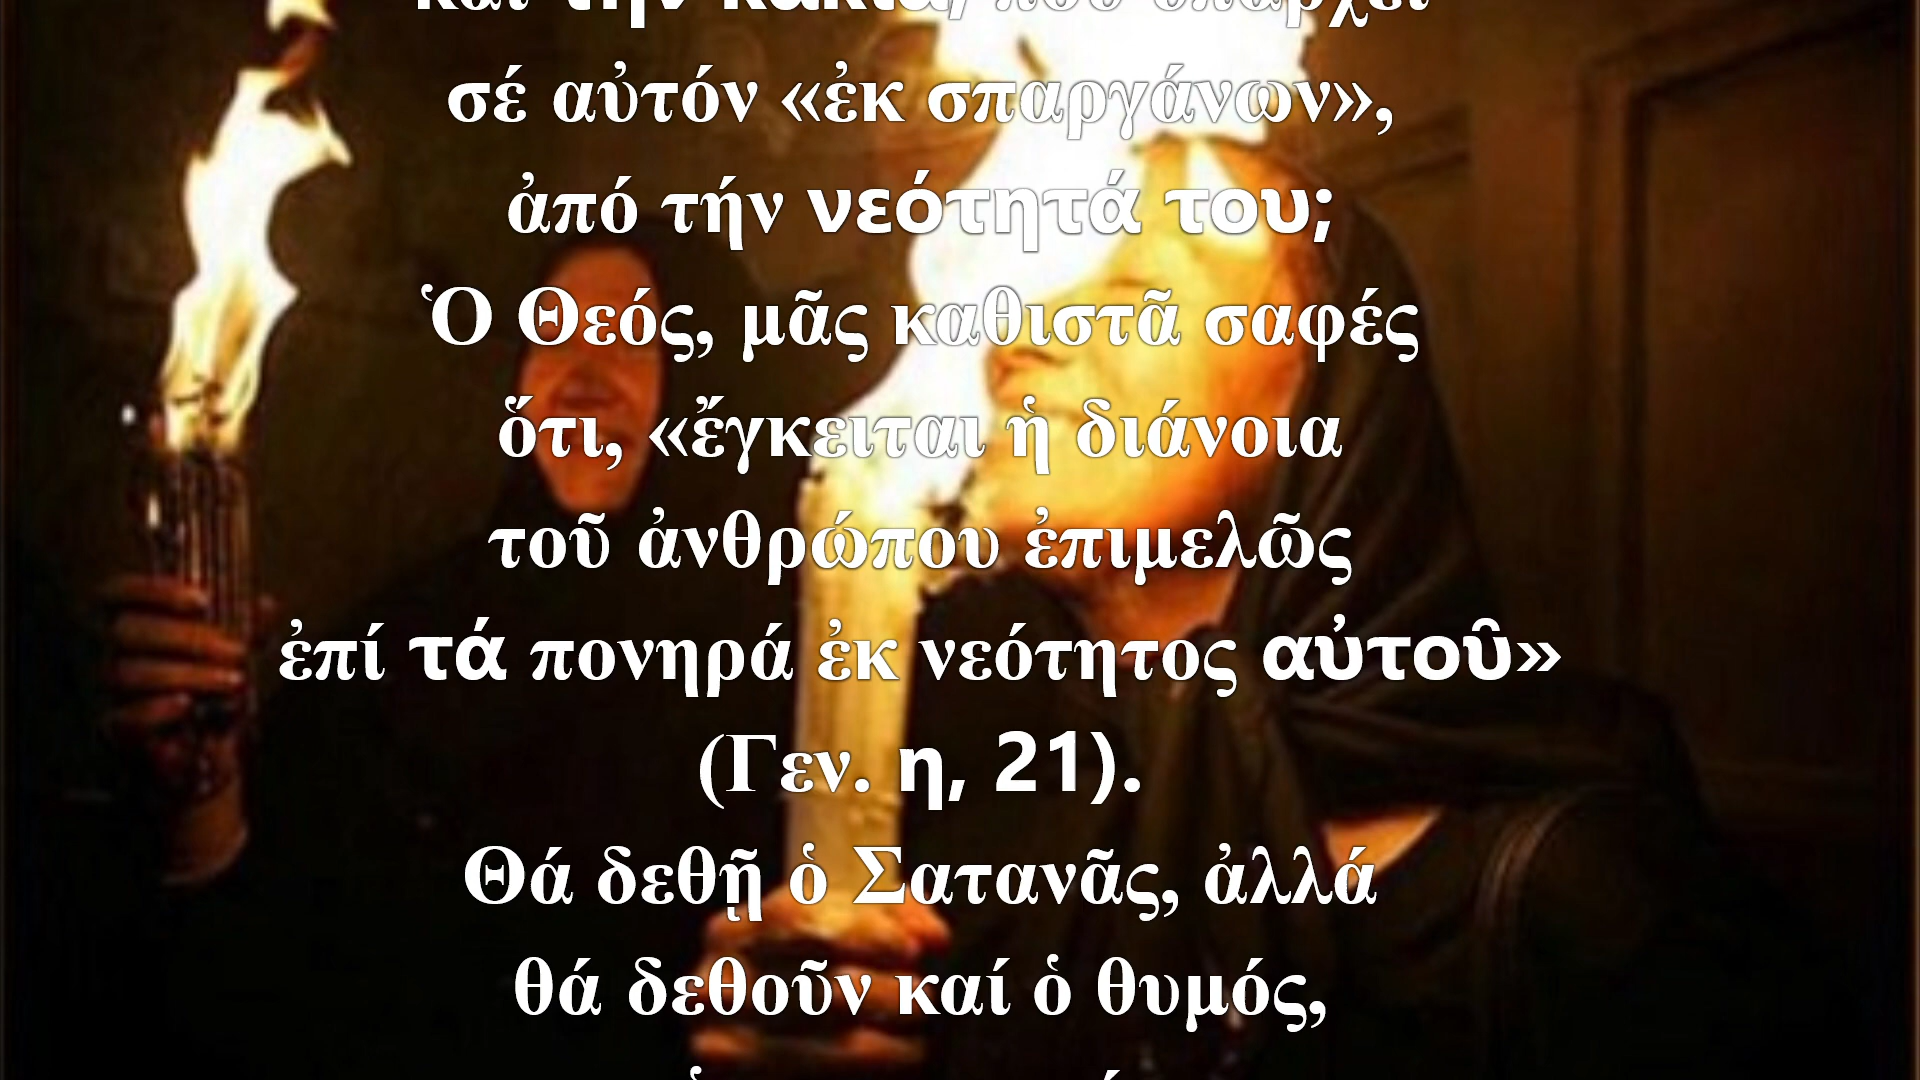 καί τήν κακία, πού ὑπάρχει
σέ αὐτόν «ἐκ σπαργάνων»,
ἀπό τήν νεότητά του;
Ὁ Θεός, μᾶς καθιστᾶ σαφές
ὅτι, «ἔγκειται ἡ διάνοια
τοῦ ἀνθρώπου ἐπιμελῶς
ἐπί τά πονηρά ἐκ νεότητος αὐτοῦ»
(Γεν. η, 21).
Θά δεθῇ ὁ Σατανᾶς, ἀλλά
θά δεθοῦν καί ὁ θυμός,